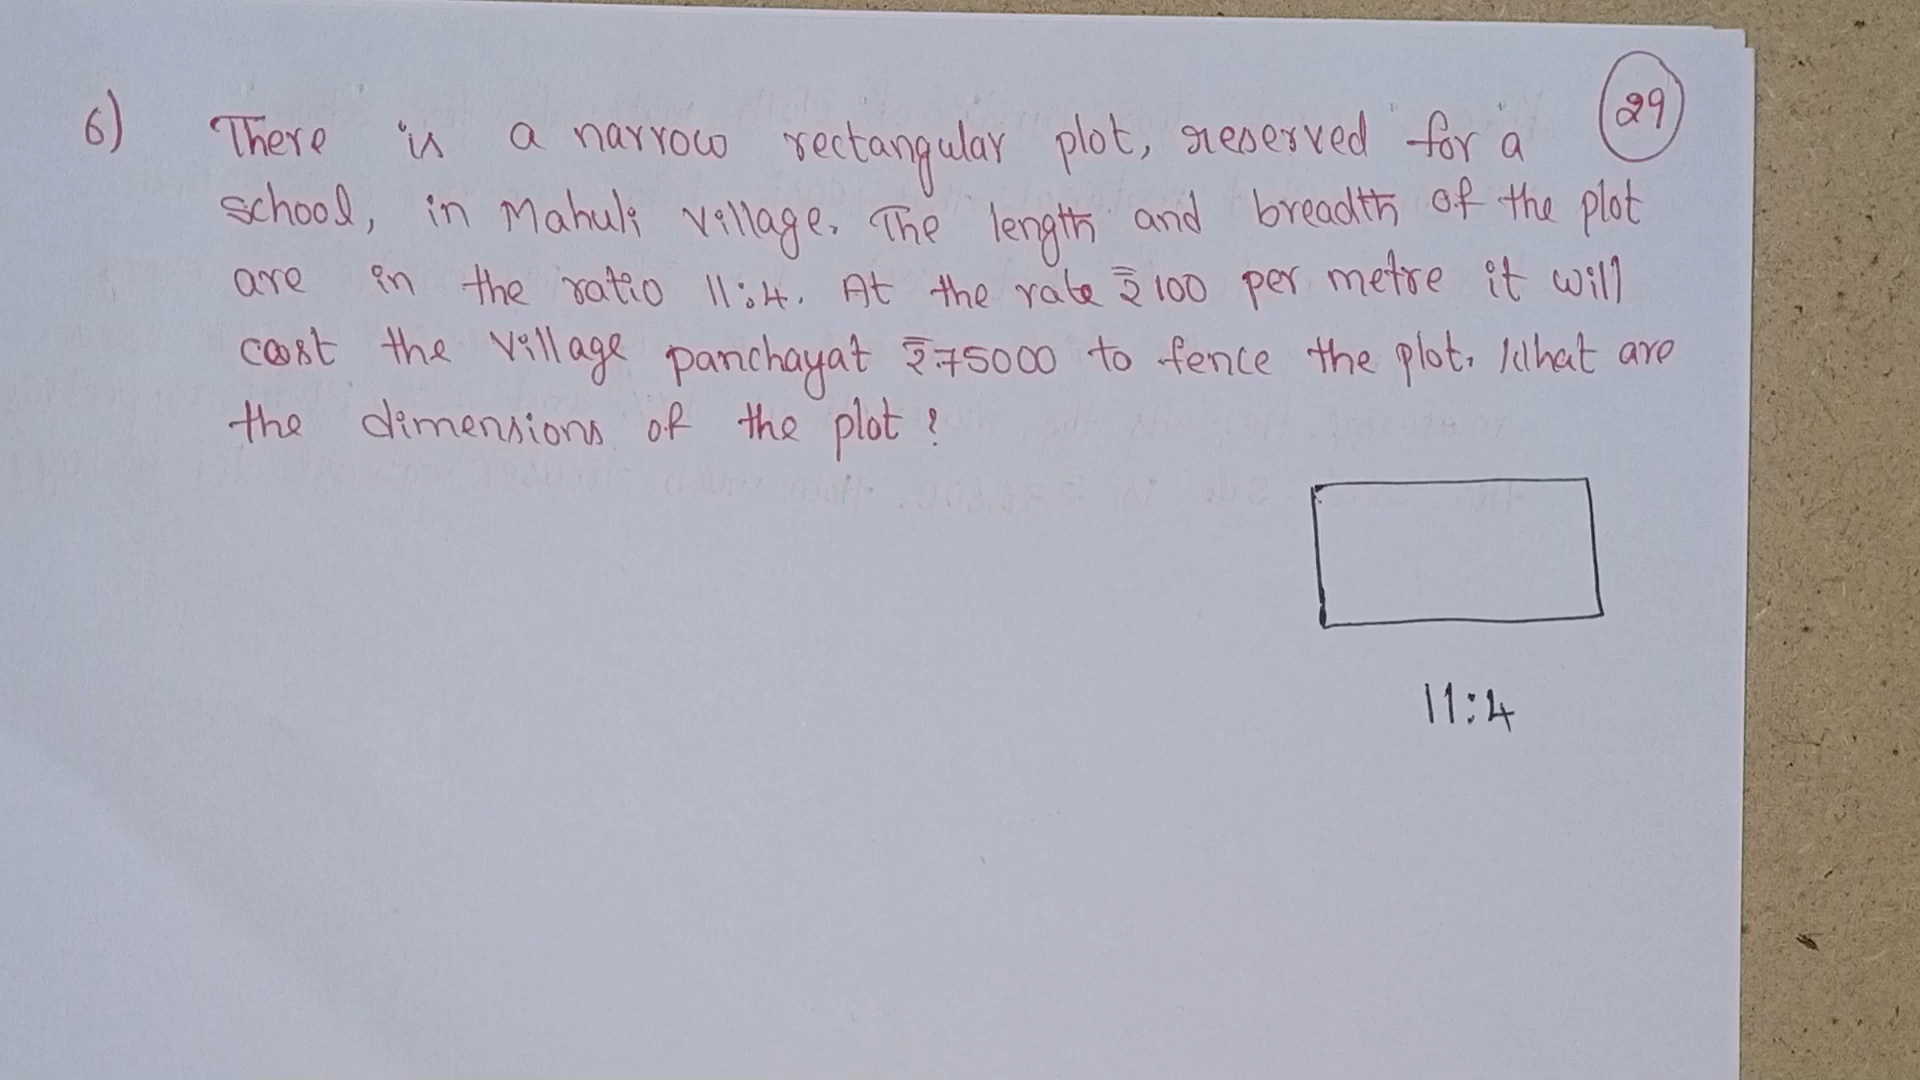 29
6) There is a narrow rectangular plot, reserved for a
school, in Mahuli village. The length and breadth of the plot
are in the ratio 11:4. At the rate ₹100 per metre it will
cost the village panchayat ₹75000 to fence the plot. What are
the dimensions of the plot?
11:4